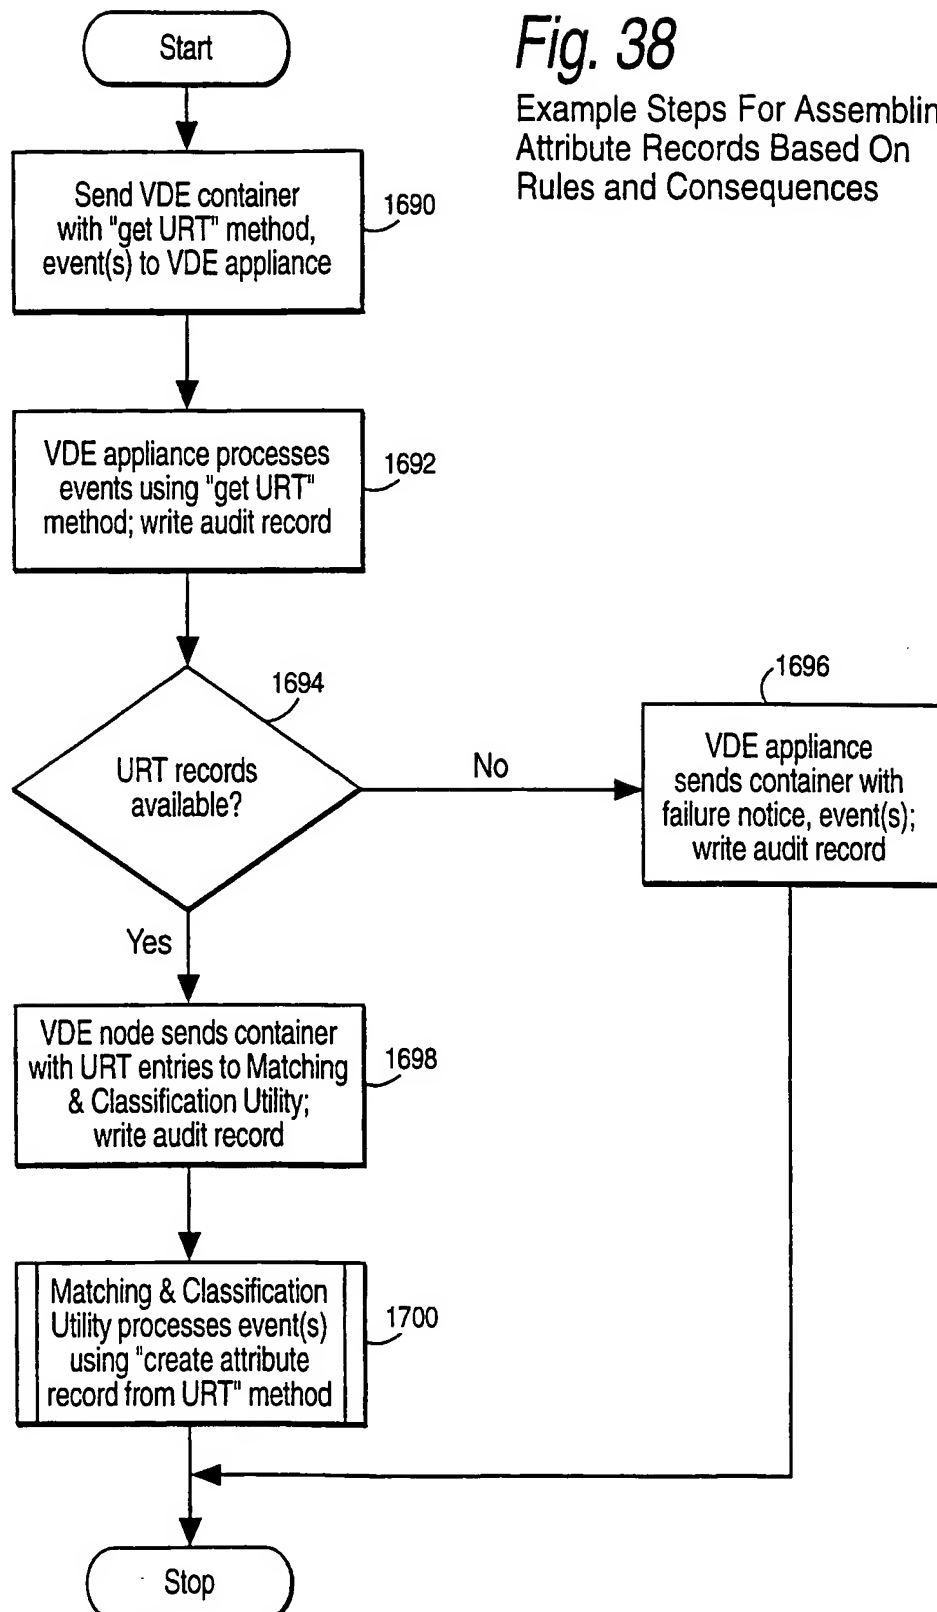 Start
Fig. 38
Example Steps For Assemblin
Attribute Records Based On
Rules and Consequences
Send VDE container
with "get URT" method,
event(s) to VDE appliance
1690
VDE appliance processes
events using "get URT"
method; write audit record
1692
URT records
available?
1694
No
Yes
1696
VDE appliance
sends container with
failure notice, event(s);
write audit record
VDE node sends container
with URT entries to Matching
& Classification Utility;
write audit record
1698
Matching & Classification
Utility processes event(s)
using "create attribute
record from URT" method
1700
Stop